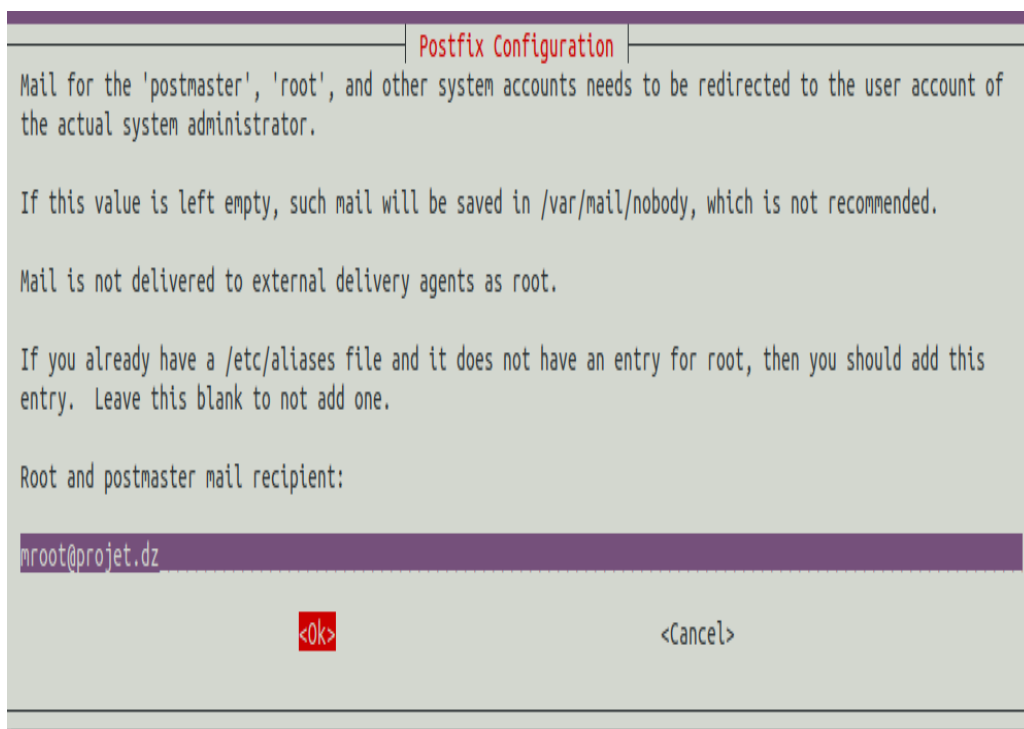 Postfix Configuration
Mail for the 'postmaster', 'root', and other system accounts needs to be redirected to the user account of
the actual system administrator.
If this value is left empty, such mail will be saved in /var/mail/nobody, which is not recommended.
Mail is not delivered to external delivery agents as root.
If you already have a /etc/aliases file and it does not have an entry for root, then you should add this
entry.  Leave this blank to not add one.
Root and postmaster mail recipient:
mroot@projet.dz
<Ok> <Cancel>